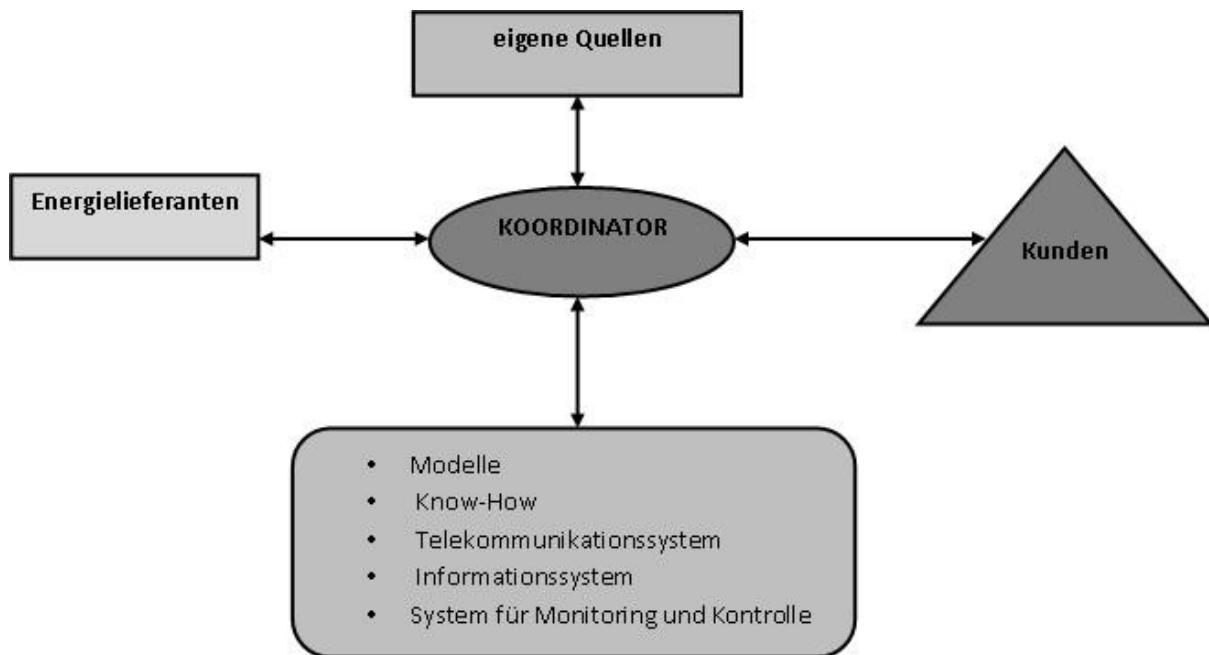 eigene Quellen
Energielieferanten
KOORDINATOR
Kunden
• Modelle
• Know-How
• Telekommunikationssystem
• Informationssystem
• System für Monitoring und Kontrolle